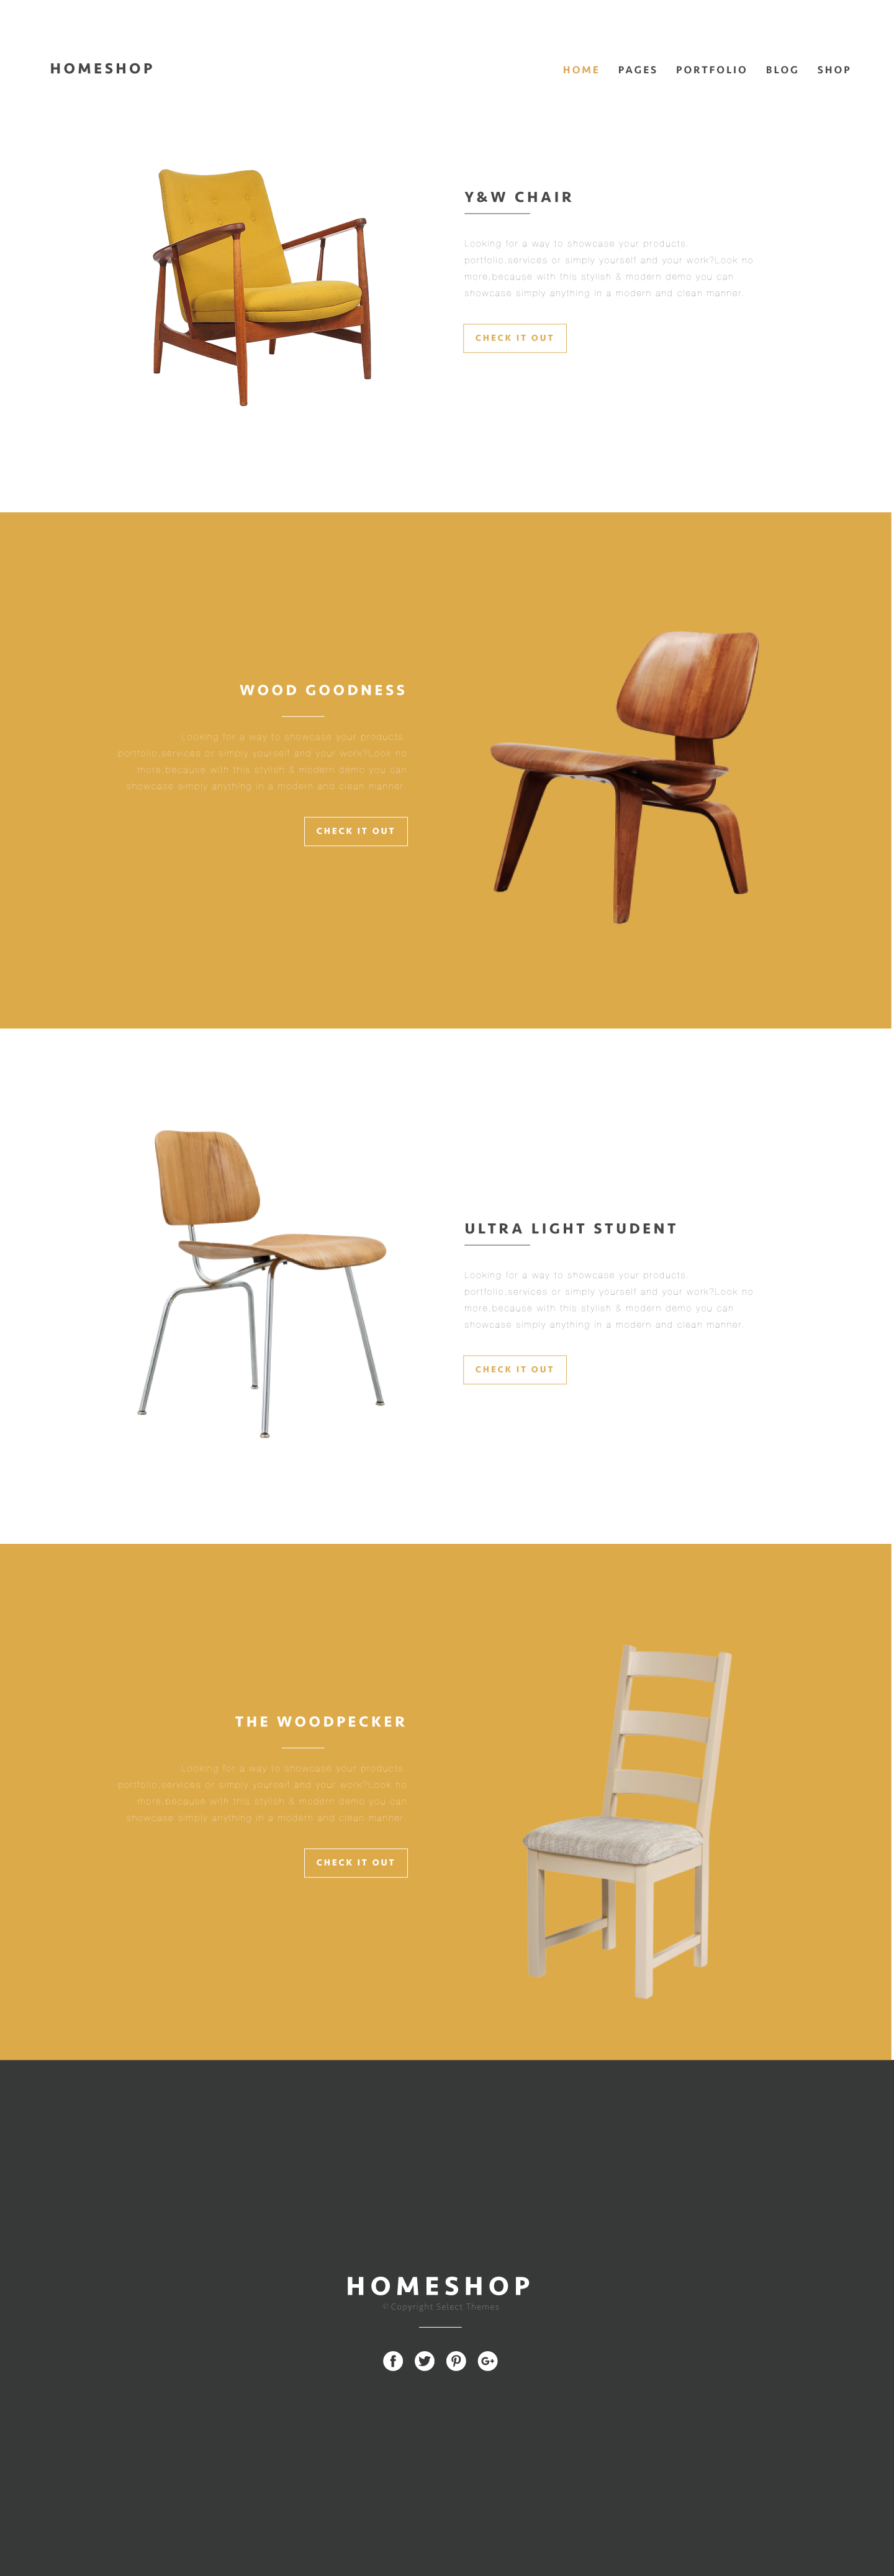 HOMESHOP
HOME PAGES PORTFOLIO BLOG SHOP
Y&W CHAIR
Looking for a way to showcase your products,
portfolio,services or simply yourself and your work?Look no
more,because with this stylish & modern demo you can
showcase simply anything in a modern and clean manner.
CHECK IT OUT
WOOD GOODNESS
Looking for a way to showcase your products,
portfolio,services or simply yourself and your work?Look no
more,because with this stylish & modern demo you can
showcase simply anything in a modern and clean manner.
CHECK IT OUT
ULTRA LIGHT STUDENT
Looking for a way to showcase your products,
portfolio,services or simply yourself and your work?Look no
more,because with this stylish & modern demo you can
showcase simply anything in a modern and clean manner.
CHECK IT OUT
THE WOODPECKER
Looking for a way to showcase your products,
portfolio,services or simply yourself and your work?Look no
more,because with this stylish & modern demo you can
showcase simply anything in a modern and clean manner.
CHECK IT OUT
HOMESHOP
© Copyright Select Themes